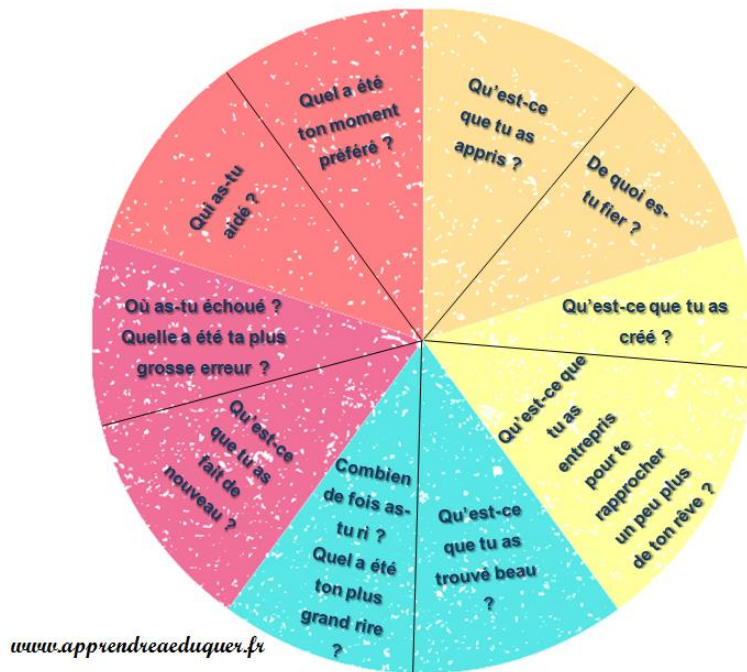 Quel a été
ton moment
préféré ?
Qu'est-ce
que tu as
appris ?
De quoi es-
tu fier ?
Qu'est-ce que tu as
créé ?
Qu'est-ce que
tu as
entrepris
pour te
rapprocher
un peu plus
de ton rêve ?
Qu'est-ce
que tu as
trouvé beau
?
Combien
de fois as-
tu ri ?
Quel a été
ton plus
grand rire
?
Qu'est-ce
que tu as
fait de
nouveau ?
Où as-tu échoué ?
Quelle a été ta plus
grosse erreur ?
Qui as-tu
aidé ?
www.apprendreaeduquer.fr